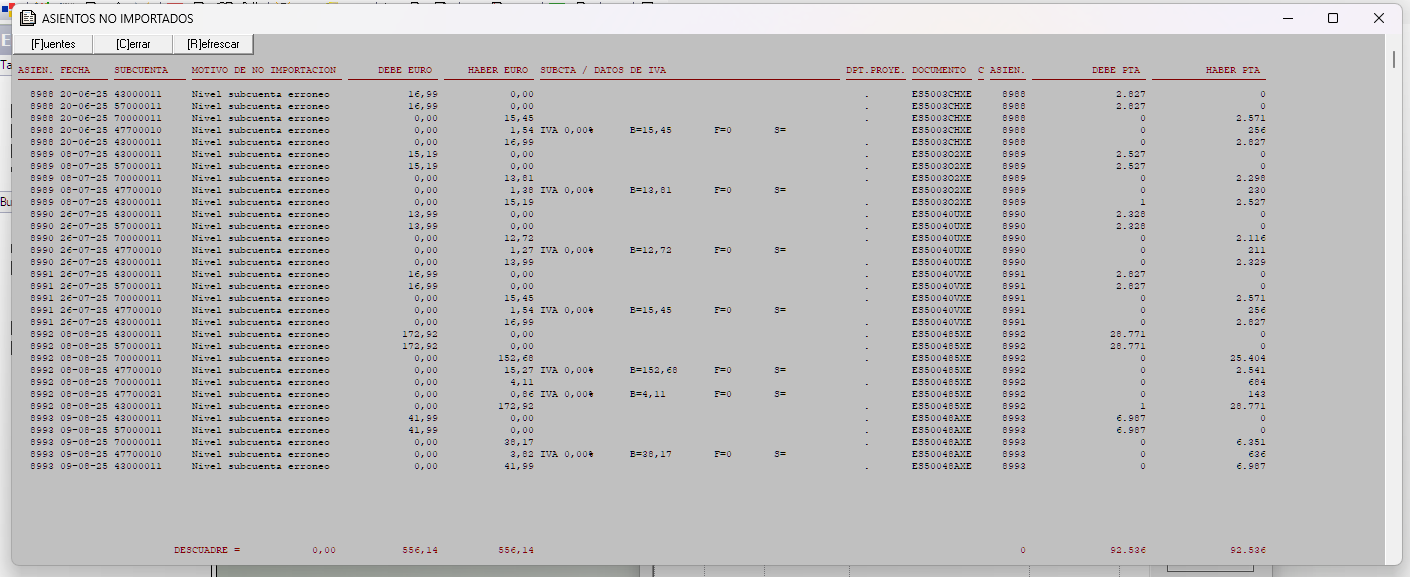 ASIENTOS NO IMPORTADOS
[F]uentes [C]errar [R]efrescar
ASIEN. FECHA SUBCUENTA MOTIVO DE NO IMPORTACION DEBE EURO HABER EURO SUBCTA / DATOS DE IVA DPT.PROYE. DOCUMENTO C ASIEN. DEBE PTA HABER PTA
8988 20-06-25 43000011 Nivel subcuenta erroneo 16,99 0,00 . ES5003CHXE 8988 2.827 0
8988 20-06-25 57000011 Nivel subcuenta erroneo 16,99 0,00 . ES5003CHXE 8988 2.827 0
8988 20-06-25 70000011 Nivel subcuenta erroneo 0,00 15,45 . ES5003CHXE 8988 0 2.571
8988 20-06-25 47700010 Nivel subcuenta erroneo 0,00 1,54 IVA 0,00% B=15,45 F=0 S= ES5003CHXE 8988 0 256
8988 20-06-25 43000011 Nivel subcuenta erroneo 0,00 16,99 . ES5003CHXE 8988 0 2.827
8989 08-07-25 43000011 Nivel subcuenta erroneo 15,19 0,00 . ES5003O2XE 8989 2.527 0
8989 08-07-25 57000011 Nivel subcuenta erroneo 15,19 0,00 . ES5003O2XE 8989 2.527 0
8989 08-07-25 70000011 Nivel subcuenta erroneo 0,00 13,81 . ES5003O2XE 8989 0 2.298
8989 08-07-25 47700010 Nivel subcuenta erroneo 0,00 1,38 IVA 0,00% B=13,81 F=0 S= ES5003O2XE 8989 0 230
8989 08-07-25 43000011 Nivel subcuenta erroneo 0,00 15,19 . ES5003O2XE 8989 1 2.527
8990 26-07-25 43000011 Nivel subcuenta erroneo 13,99 0,00 . ES50040UXE 8990 2.328 0
8990 26-07-25 57000011 Nivel subcuenta erroneo 13,99 0,00 . ES50040UXE 8990 2.328 0
8990 26-07-25 70000011 Nivel subcuenta erroneo 0,00 12,72 . ES50040UXE 8990 0 2.116
8990 26-07-25 47700010 Nivel subcuenta erroneo 0,00 1,27 IVA 0,00% B=12,72 F=0 S= ES50040UXE 8990 0 211
8990 26-07-25 43000011 Nivel subcuenta erroneo 0,00 13,99 . ES50040UXE 8990 0 2.329
8991 26-07-25 43000011 Nivel subcuenta erroneo 16,99 0,00 . ES50040VXE 8991 2.827 0
8991 26-07-25 57000011 Nivel subcuenta erroneo 16,99 0,00 . ES50040VXE 8991 2.827 0
8991 26-07-25 70000011 Nivel subcuenta erroneo 0,00 15,45 . ES50040VXE 8991 0 2.571
8991 26-07-25 47700010 Nivel subcuenta erroneo 0,00 1,54 IVA 0,00% B=15,45 F=0 S= ES50040VXE 8991 0 256
8991 26-07-25 43000011 Nivel subcuenta erroneo 0,00 16,99 . ES50040VXE 8991 0 2.827
8992 08-08-25 43000011 Nivel subcuenta erroneo 172,92 0,00 . ES500485XE 8992 28.771 0
8992 08-08-25 57000011 Nivel subcuenta erroneo 172,92 0,00 . ES500485XE 8992 28.771 0
8992 08-08-25 70000011 Nivel subcuenta erroneo 0,00 152,68 . ES500485XE 8992 0 25.404
8992 08-08-25 47700010 Nivel subcuenta erroneo 0,00 15,27 IVA 0,00% B=152,68 F=0 S= ES500485XE 8992 0 2.541
8992 08-08-25 70000011 Nivel subcuenta erroneo 0,00 4,11 . ES500485XE 8992 0 684
8992 08-08-25 47700021 Nivel subcuenta erroneo 0,00 0,86 IVA 0,00% B=4,11 F=0 S= ES500485XE 8992 0 143
8992 08-08-25 43000011 Nivel subcuenta erroneo 0,00 172,92 . ES500485XE 8992 1 28.771
8993 09-08-25 43000011 Nivel subcuenta erroneo 41,99 0,00 . ES50048AXE 8993 6.987 0
8993 09-08-25 57000011 Nivel subcuenta erroneo 41,99 0,00 . ES50048AXE 8993 6.987 0
8993 09-08-25 70000011 Nivel subcuenta erroneo 0,00 38,17 . ES50048AXE 8993 0 6.351
8993 09-08-25 47700010 Nivel subcuenta erroneo 0,00 3,82 IVA 0,00% B=38,17 F=0 S= ES50048AXE 8993 0 636
8993 09-08-25 43000011 Nivel subcuenta erroneo 0,00 41,99 . ES50048AXE 8993 0 6.987
DESCUADRE = 0,00 556,14 556,14 0 92.536 92.536